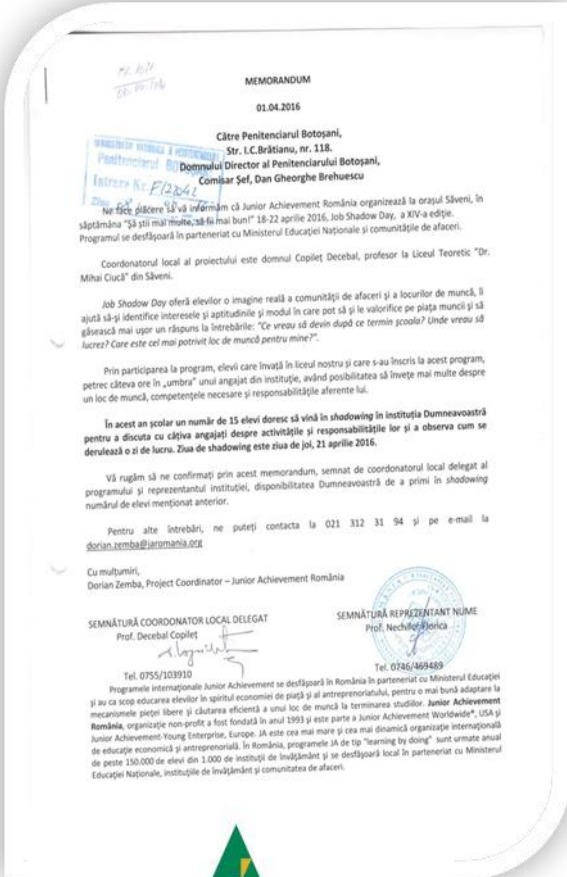 MEMORANDUM
01.04.2016
Către Penitenciarul Botoșani,
Str. I.C.Brătianu, nr. 118.
Domnului Director al Penitenciarului Botoșani,
Comisar Șef, Dan Gheorghe Brehuescu
Penitenciarul
Intrare Nr. F/2
Ne face plăcere să vă informăm că Junior Achievement România organizează la orașul Săveni, în
săptămâna "Șă știi mai multe, să fii mai bun!" 18-22 aprilie 2016, Job Shadow Day, a XIV-a ediție.
Programul se desfășoară în parteneriat cu Ministerul Educației Naționale și comunitățile de afaceri.
Coordonatorul local al proiectului este domnul Copileț Decebal, profesor la Liceul Teoretic "Dr.
Mihai Ciucă" din Săveni.
Job Shadow Day oferă elevilor o imagine reală a comunității de afaceri și a locurilor de muncă, îi
ajută să-și identifice interesele și aptitudinile și modul în care pot să și le valorifice pe piața muncii și să
găsească mai ușor un răspuns la întrebările: "Ce vreau să devin după ce termin școala? Unde vreau să
lucrez? Care este cel mai potrivit loc de muncă pentru mine?".
Prin participarea la program, elevii care învață în liceul nostru și care s-au înscris la acest program,
petrec câteva ore în „umbra" unui angajat din instituție, având posibilitatea să învețe mai multe despre
un loc de muncă, competențele necesare și responsabilitățile aferente lui.
În acest an școlar un număr de 15 elevi doresc să vină în shadowing în instituția Dumneavoastră
pentru a discuta cu câțiva angajați despre activitățile și responsabilitățile lor și a observa cum se
derulează o zi de lucru. Ziua de shadowing este ziua de joi, 21 aprilie 2016.
Vă rugăm să ne confirmați prin acest memorandum, semnat de coordonatorul local delegat al
programului și reprezentantul instituției, disponibilitatea Dumneavoastră de a primi în shadowing
numărul de elevi menționat anterior.
Pentru alte întrebări, ne puteți contacta la 021 312 31 94 și pe e-mail la
dorian.zemba@jaromania.org
Cu mulțumiri,
Dorian Zemba, Project Coordinator – Junior Achievement România
SEMNĂTURĂ COORDONATOR LOCAL DELEGAT
Prof. Decebal Copileț
Tel. 0755/103910
SEMNĂTURĂ REPREZENTANT NUME
Prof. Nechifor Florica
Tel. 0746/469489
Programele internaționale Junior Achievement se desfășoară în România în parteneriat cu Ministerul Educației
și au ca scop educarea elevilor în spiritul economiei de piață și al antreprenoriatului, pentru o mai bună adaptare la
mecanismele pieței libere și căutarea eficientă a unui loc de muncă la terminarea studiilor. Junior Achievement
România, organizație non-profit a fost fondată în anul 1993 și este parte a Junior Achievement Worldwide®, USA și
Junior Achievement-Young Enterprise, Europe. JA este cea mai mare și cea mai dinamică organizație internațională
de educație economică și antreprenorială. În România, programele JA de tip "learning by doing" sunt urmate anual
de peste 150.000 de elevi din 1.000 de instituții de învățământ și se desfășoară local în parteneriat cu Ministerul
Educației Naționale, instituțiile de învățământ și comunitatea de afaceri.